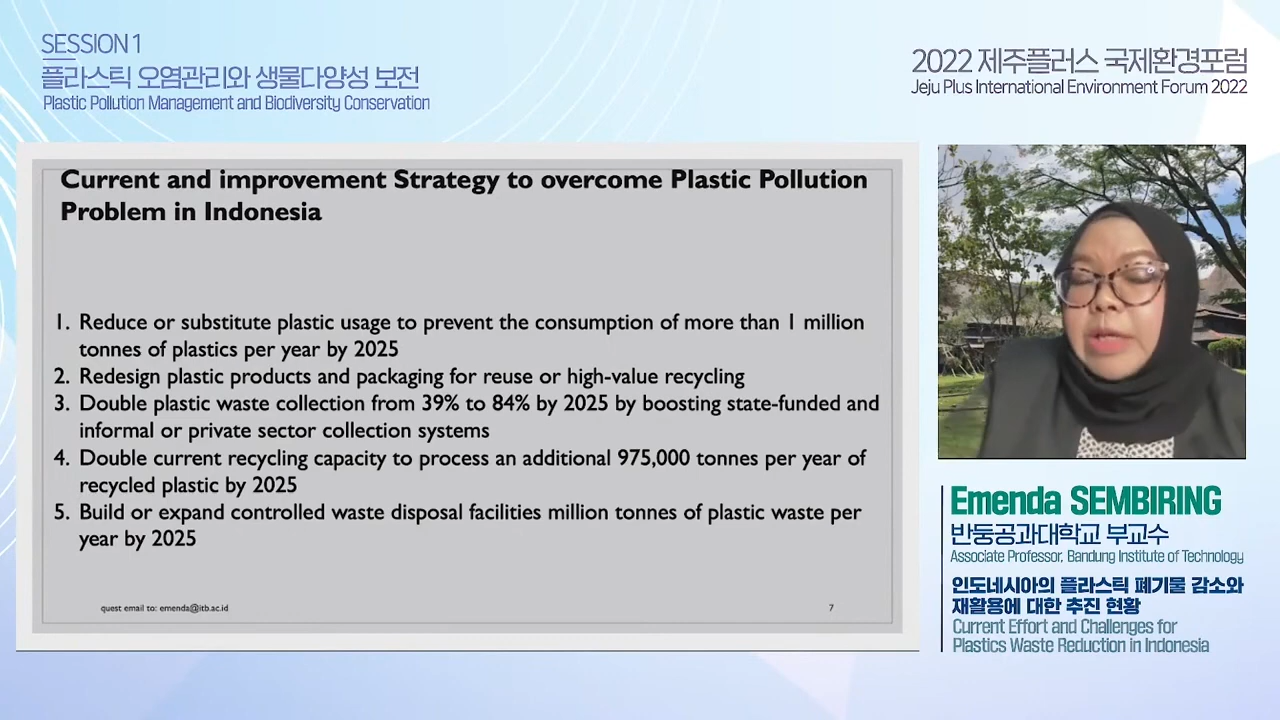 SESSION 1
플라스틱 오염관리와 생물다양성 보전
Plastic Pollution Management and Biodiversity Conservation
2022 제주플러스 국제환경포럼
Jeju Plus International Environment Forum 2022
Current and improvement Strategy to overcome Plastic Pollution
Problem in Indonesia
1. Reduce or substitute plastic usage to prevent the consumption of more than 1 million
tonnes of plastics per year by 2025
2. Redesign plastic products and packaging for reuse or high-value recycling
3. Double plastic waste collection from 39% to 84% by 2025 by boosting state-funded and
informal or private sector collection systems
4. Double current recycling capacity to process an additional 975,000 tonnes per year of
recycled plastic by 2025
5. Build or expand controlled waste disposal facilities million tonnes of plastic waste per
year by 2025
quest email to: emenda@itb.ac.id
7
Emenda SEMBIRING
반둥공과대학교 부교수
Associate Professor, Bandung Institute of Technology
인도네시아의 플라스틱 폐기물 감소와
재활용에 대한 추진 현황
Current Effort and Challenges for
Plastics Waste Reduction in Indonesia